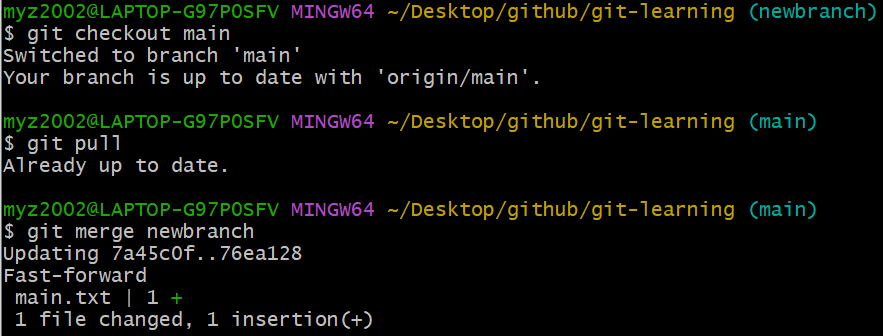 myz2002@LAPTOP-G97P0SFV MINGW64 ~/Desktop/github/git-learning (newbranch)
$ git checkout main
Switched to branch 'main'
Your branch is up to date with 'origin/main'.
myz2002@LAPTOP-G97P0SFV MINGW64 ~/Desktop/github/git-learning (main)
$ git pull
Already up to date.
myz2002@LAPTOP-G97P0SFV MINGW64 ~/Desktop/github/git-learning (main)
$ git merge newbranch
Updating 7a45c0f..76ea128
Fast-forward
 main.txt | 1 +
 1 file changed, 1 insertion(+)